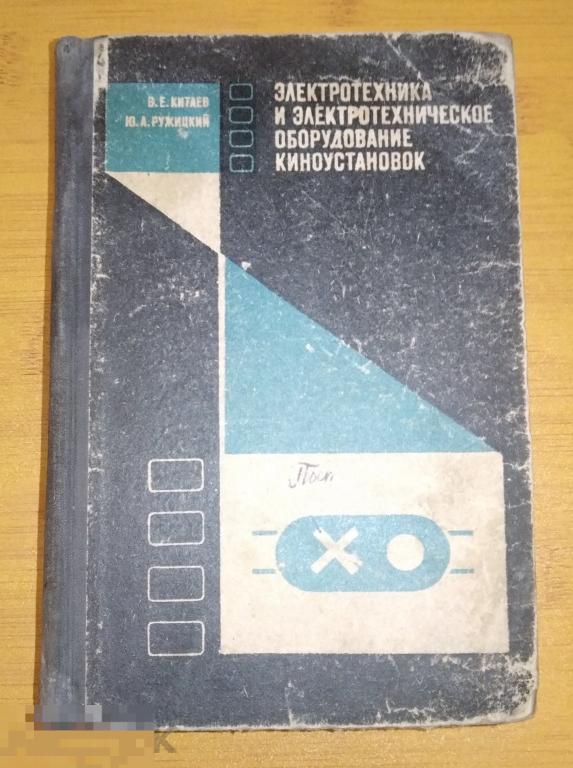 В. Е. КИТАЕВ
Ю. А. РУЖИЦКИЙ
ЭЛЕКТРОТЕХНИКА
И ЭЛЕКТРОТЕХНИЧЕСКОЕ
ОБОРУДОВАНИЕ
КИНОУСТАНОВОК